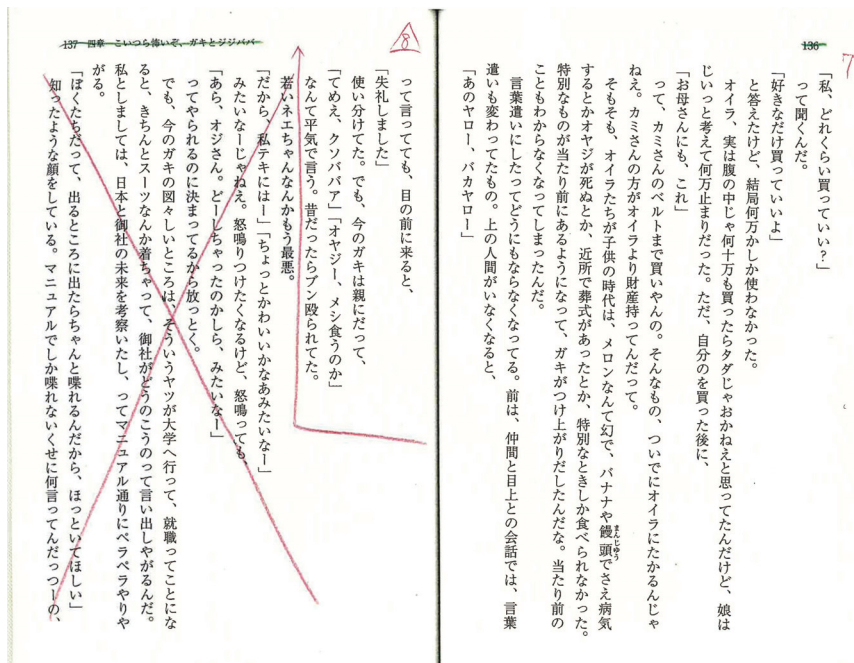 136
7
「私、どれくらい買っていい?」
って聞くんだ。
「好きなだけ買っていいよ」
と答えたけど、結局何万かしか使わなかった。
オイラ、実は腹の中じゃ何十万も買ったらタダじゃおかねえと思ってたんだけど、娘は
じいっと考えて何万止まりだった。ただ、自分のを買った後に、
「お母さんにも、これ」
って、カミさんのベルトまで買いやんの。そんなもの、ついでにオイラにたかるんじゃ
ねえ。カミさんの方がオイラより財産持ってんだって。
そもそも、オイラたちが子供の時代は、メロンなんて幻で、バナナや饅頭でさえ病気
まんじゅう
するとかオヤジが死ぬとか、近所で葬式があったとか、特別なときしか食べられなかった。
特別なものが当たり前にあるようになって、ガキがつけ上がりだしたんだな。当たり前の
こともわからなくなってしまったんだ。
言葉遣いにしたってどうにもならなくなってる。前は、仲間と目上との会話では、言葉
遣いも変わってたもの。上の人間がいなくなると、
「あのヤロー、バカヤロー」
137 四章 こいつら怖いぞ、ガキとジジババ
8
って言ってても、目の前に来ると、
「失礼しました」
使い分けてた。でも、今のガキは親にだって、
「てめえ、クソババア」「オヤジー、メシ食うのか」
なんて平気で言う。昔だったらブン殴られてた。
若いネエちゃんなんかもう最悪。
「だから、私テキにはー」「ちょっとかわいいかなあみたいなー」
みたいなーじゃねえ。怒鳴りつけたくなるけど、怒鳴っても、
「あら、オジさん。どーしちゃったのかしら、みたいなー」
ってやられるのに決まってるから放っとく。
でも、今のガキの図々しいところは、そういうヤツが大学へ行って、就職ってことにな
ると、きちんとスーツなんか着ちゃって、御社がどうのこうのって言い出しやがるんだ。
私としましては、日本と御社の未来を考察いたし、ってマニュアル通りにペラペラやりや
がる。
「ぼくたちだって、出るところに出たらちゃんと喋れるんだから、ほっといてほしい」
知ったような顔をしている。マニュアルでしか喋れないくせに何言ってんだっつーの、